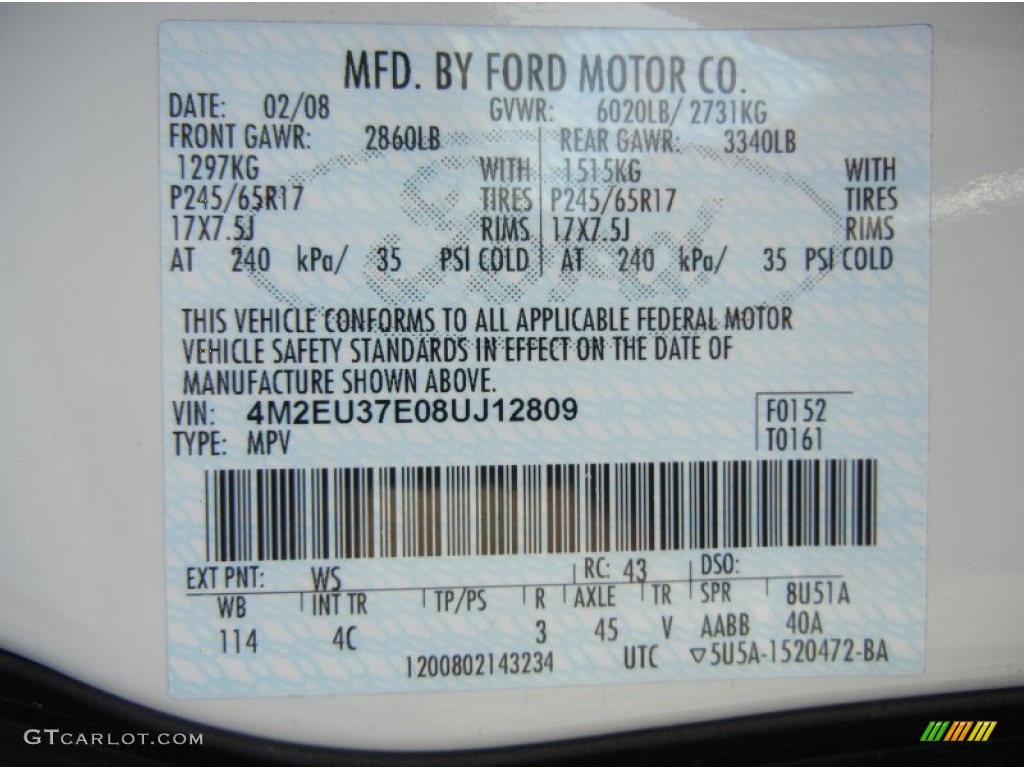 MFD. BY FORD MOTOR CO.
DATE: 02/08 GVWR: 6020LB/ 2731KG
FRONT GAWR: 2860LB REAR GAWR: 3340LB
1297KG WITH 1515KG WITH
P245/65R17 TIRES P245/65R17 TIRES
17X7.5J RIMS 17X7.5J RIMS
AT 240 kPa/ 35 PSI COLD AT 240 kPa/ 35 PSI COLD
Ford
THIS VEHICLE CONFORMS TO ALL APPLICABLE FEDERAL MOTOR
VEHICLE SAFETY STANDARDS IN EFFECT ON THE DATE OF
MANUFACTURE SHOWN ABOVE.
VIN: 4M2EU37E08UJ12809 F0152
TYPE: MPV T0161
EXT PNT: WS RC: 43 DSO:
WB INT TR TP/PS R AXLE TR SPR 8U51A
114 4C 3 45 V AABB 40A
1200802143234 UTC ▽5U5A-1520472-BA
GTCARLOT.COM